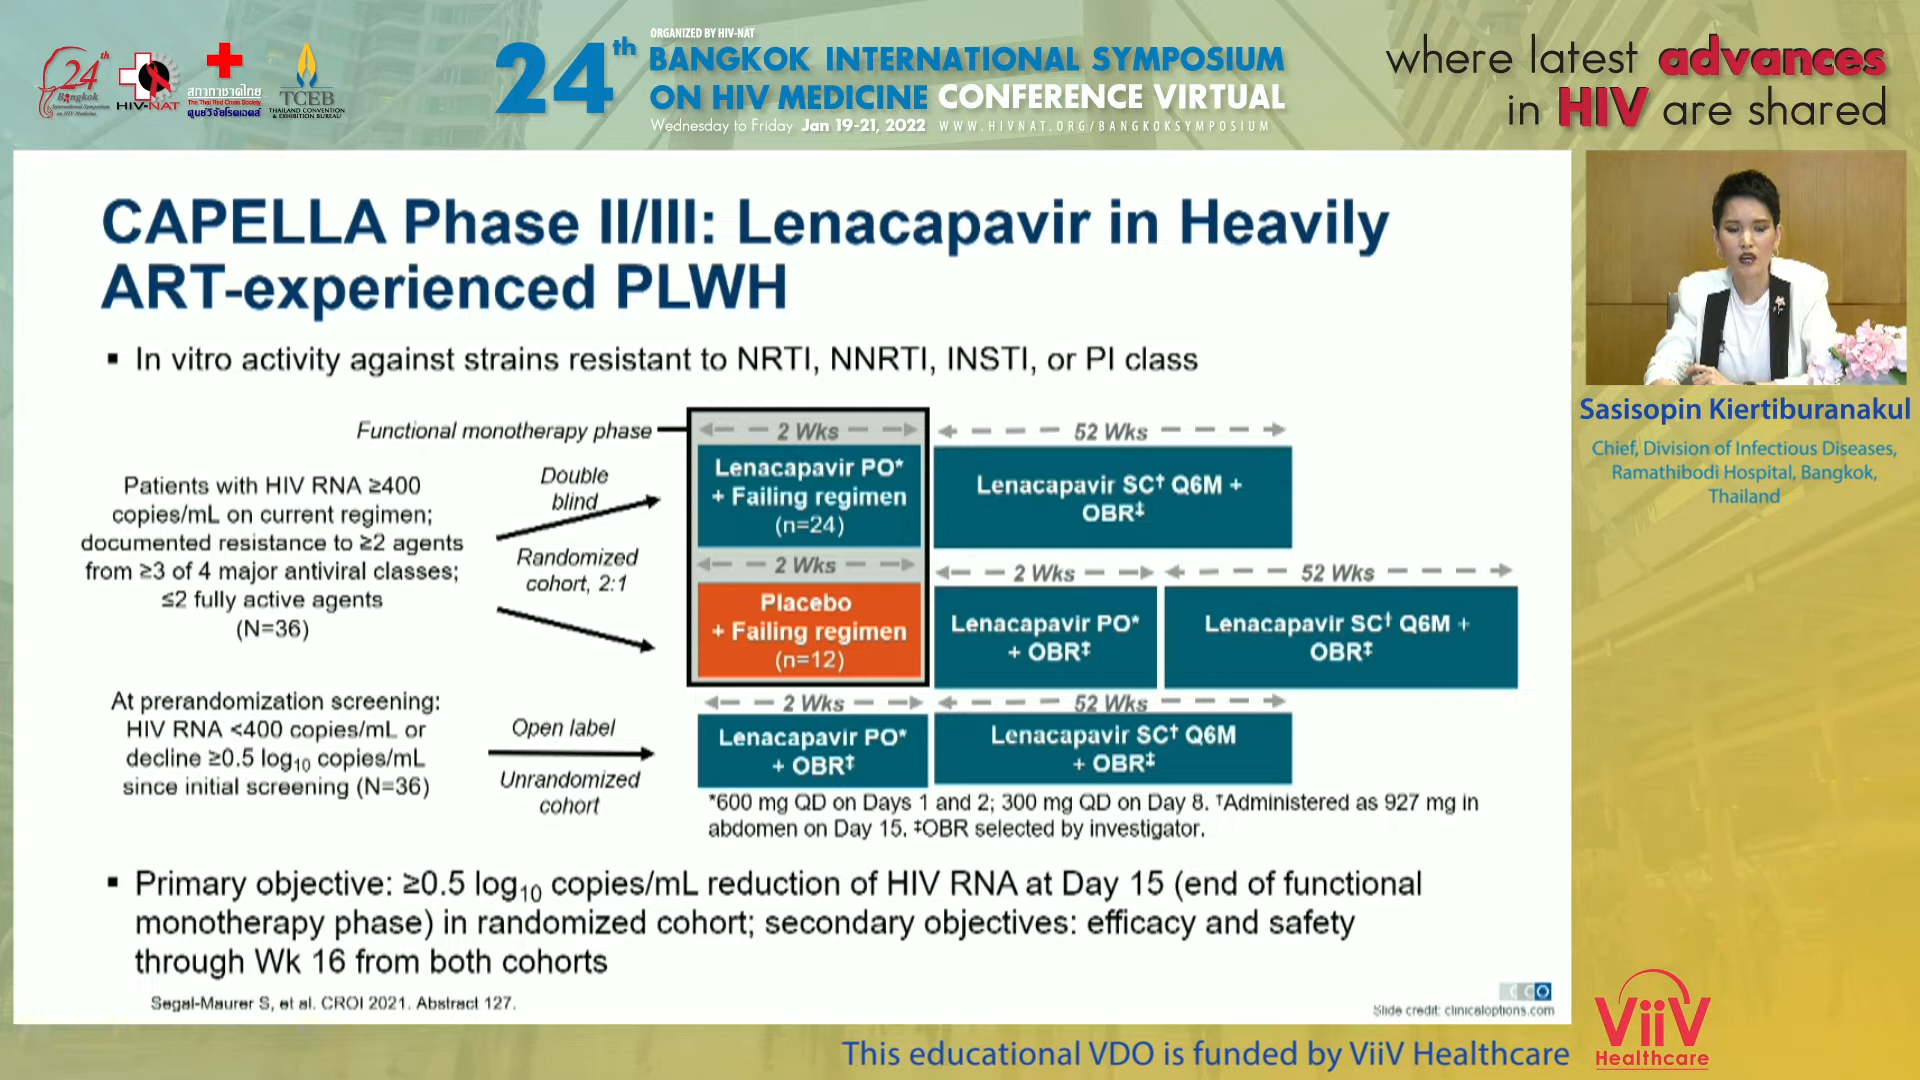 24th
Bangkok
International Symposium
on HIV Medicine
HIV-NAT
สภากาชาดไทย
The Thai Red Cross Society
ศูนย์วิจัยโรคเอดส์
TCEB
THAILAND CONVENTION
& EXHIBITION BUREAU
ORGANIZED BY HIV-NAT
24th BANGKOK INTERNATIONAL SYMPOSIUM
ON HIV MEDICINE CONFERENCE VIRTUAL
Wednesday to Friday Jan 19-21, 2022 WWW.HIVNAT.ORG/BANGKOKSYMPOSIUM
where latest advances
in HIV are shared
CAPELLA Phase II/III: Lenacapavir in Heavily
ART-experienced PLWH
▪ In vitro activity against strains resistant to NRTI, NNRTI, INSTI, or PI class
Functional monotherapy phase
2 Wks
52 Wks
Patients with HIV RNA ≥400
copies/mL on current regimen;
documented resistance to ≥2 agents
from ≥3 of 4 major antiviral classes;
≤2 fully active agents
(N=36)
Double
blind
Randomized
cohort, 2:1
Lenacapavir PO*
+ Failing regimen
(n=24)
Lenacapavir SC† Q6M +
OBR‡
2 Wks
2 Wks
52 Wks
Placebo
+ Failing regimen
(n=12)
Lenacapavir PO*
+ OBR‡
Lenacapavir SC† Q6M +
OBR‡
At prerandomization screening:
HIV RNA <400 copies/mL or
decline ≥0.5 log10 copies/mL
since initial screening (N=36)
Open label
Unrandomized
cohort
2 Wks
52 Wks
Lenacapavir PO*
+ OBR‡
Lenacapavir SC† Q6M
+ OBR‡
*600 mg QD on Days 1 and 2; 300 mg QD on Day 8. †Administered as 927 mg in
abdomen on Day 15. ‡OBR selected by investigator.
▪ Primary objective: ≥0.5 log10 copies/mL reduction of HIV RNA at Day 15 (end of functional
monotherapy phase) in randomized cohort; secondary objectives: efficacy and safety
through Wk 16 from both cohorts
Segal-Maurer S, et al. CROI 2021. Abstract 127.
CCO
Slide credit: clinicaloptions.com
Sasisopin Kiertiburanakul
Chief, Division of Infectious Diseases,
Ramathibodi Hospital, Bangkok,
Thailand
This educational VDO is funded by ViiV Healthcare
ViiV
Healthcare